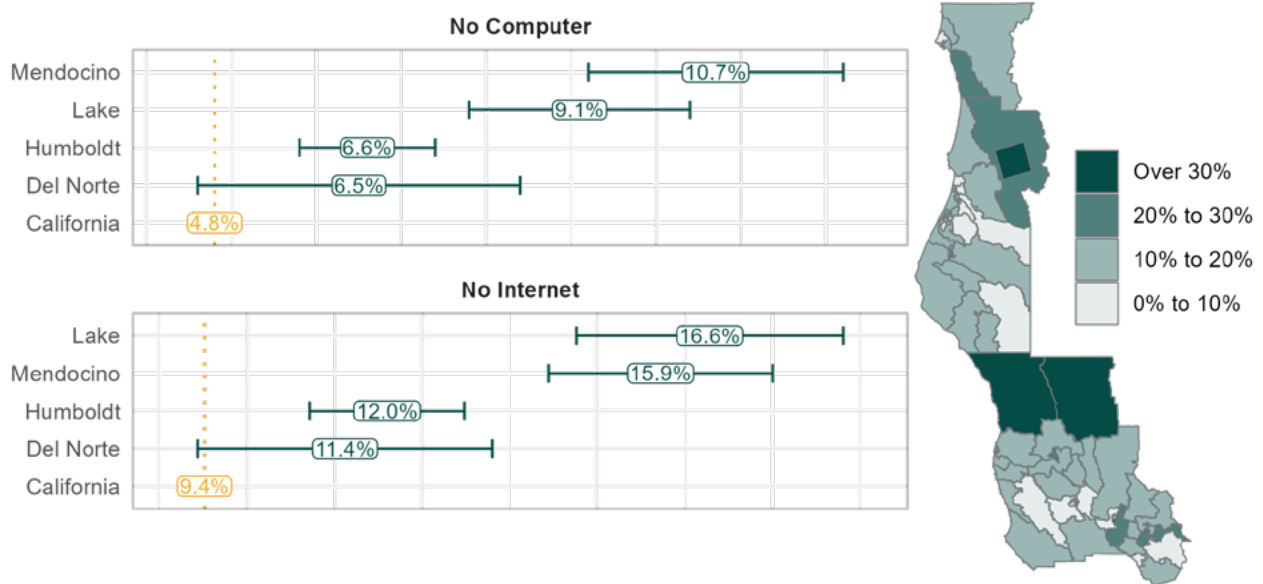 No Computer
Mendocino
10.7%
Lake
9.1%
Humboldt
6.6%
Del Norte
6.5%
California
4.8%
No Internet
Lake
16.6%
Mendocino
15.9%
Humboldt
12.0%
Del Norte
11.4%
California
9.4%
Over 30%
20% to 30%
10% to 20%
0% to 10%